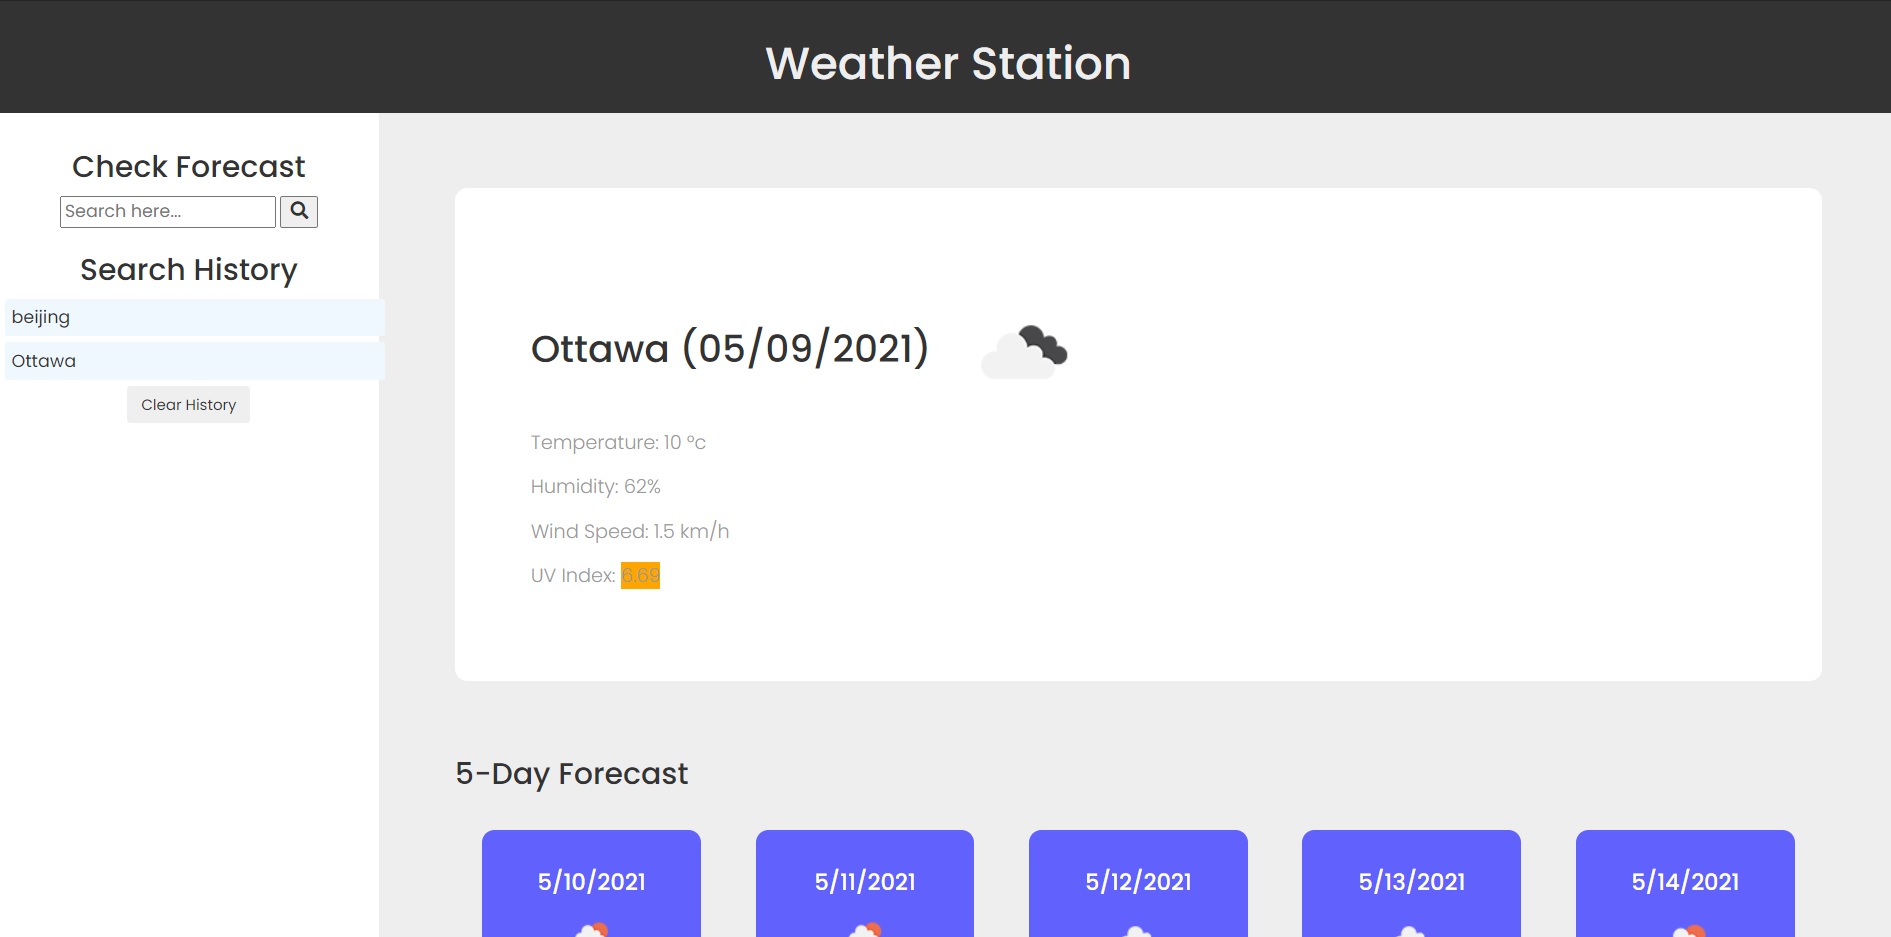 Weather Station
Check Forecast
Search here...
Search History
beijing
Ottawa
Clear History
Ottawa (05/09/2021)
Temperature: 10 °c
Humidity: 62%
Wind Speed: 1.5 km/h
UV Index: 6.69
5-Day Forecast
5/10/2021
5/11/2021
5/12/2021
5/13/2021
5/14/2021